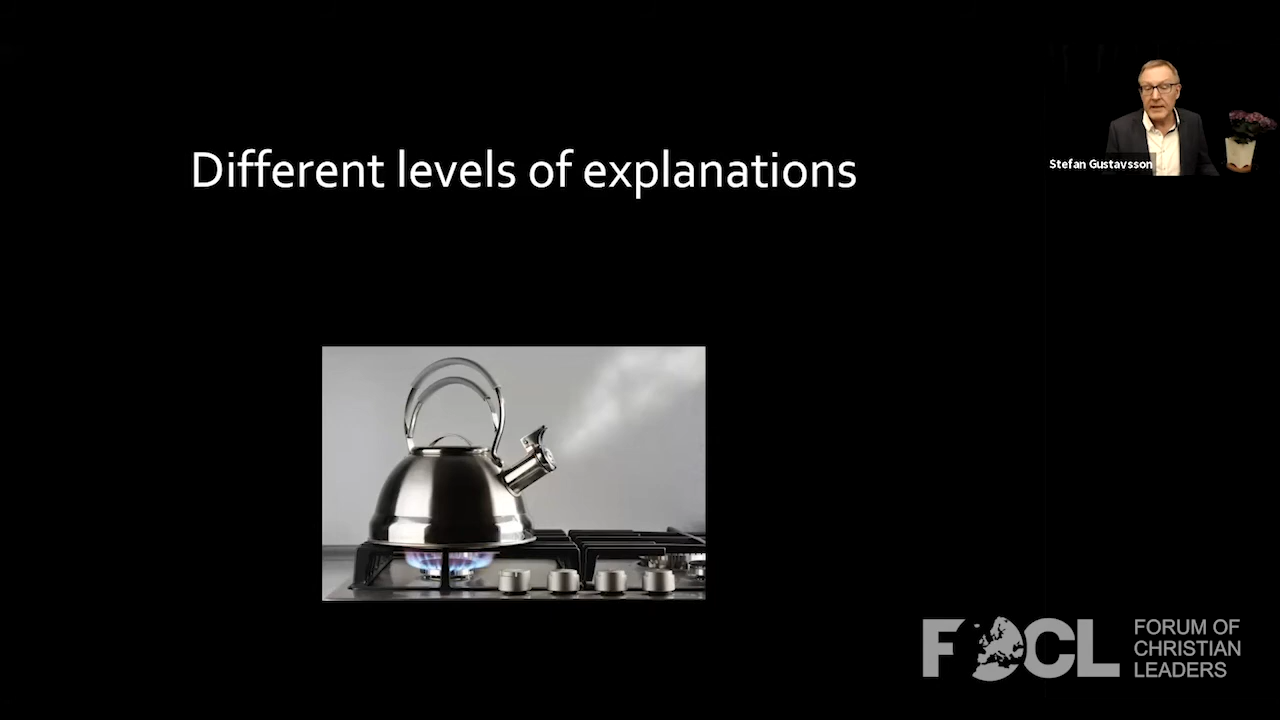 Different levels of explanations
Stefan Gustavsson
FOCL
FORUM OF
CHRISTIAN
LEADERS